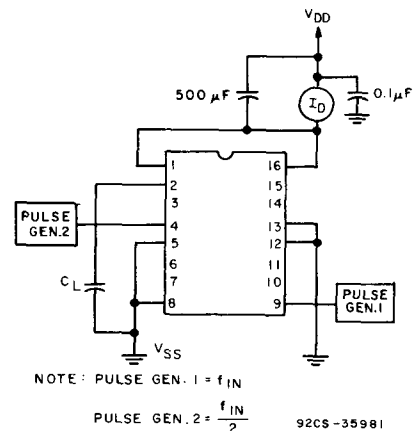 VDD
500 µF
ID
0.1µF
1 16
2 15
3 14
PULSE GEN.2
4 13
5 12
6 11
7 10
8 9
PULSE GEN.1
CL
VSS
NOTE: PULSE GEN. 1 = fIN
PULSE GEN. 2 = fIN
2
92CS-35981